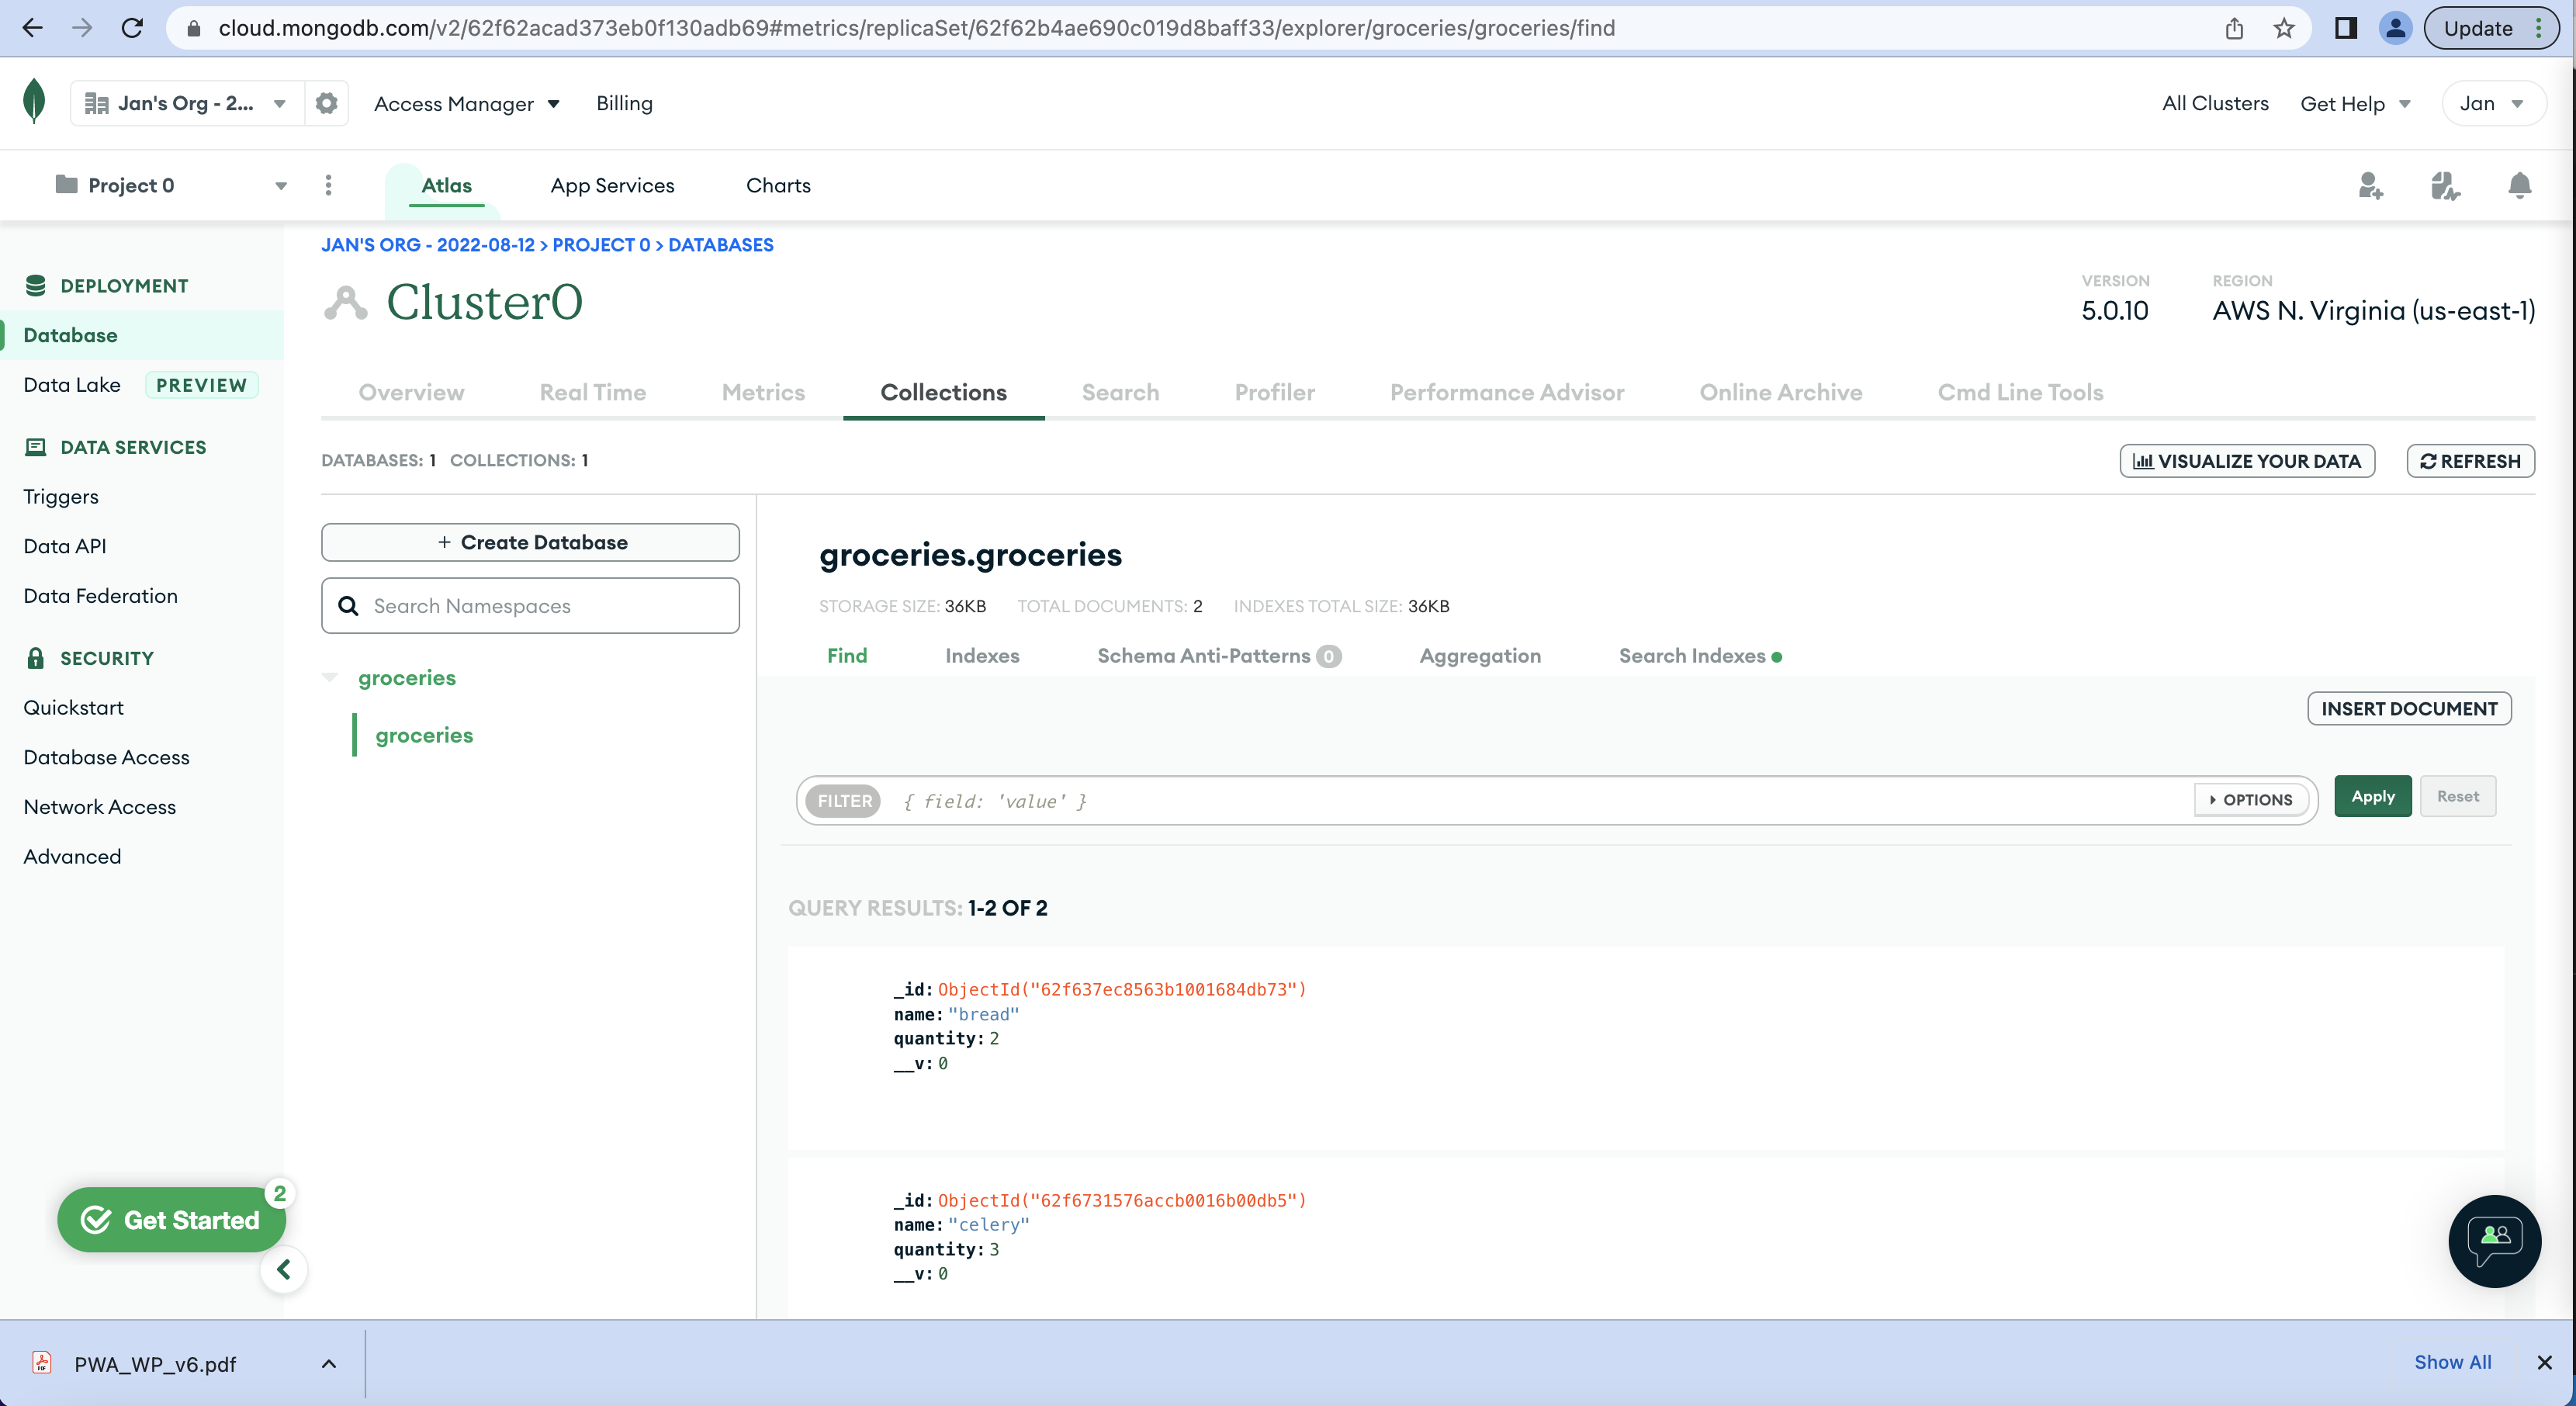 cloud.mongodb.com/v2/62f62acad373eb0f130adb69#metrics/replicaSet/62f62b4ae690c019d8baff33/explorer/groceries/groceries/find
Update
Jan's Org - 2...
Access Manager
Billing
All Clusters
Get Help
Jan
Project 0
Atlas
App Services
Charts
JAN'S ORG - 2022-08-12 > PROJECT 0 > DATABASES
Cluster0
VERSION
5.0.10
REGION
AWS N. Virginia (us-east-1)
DEPLOYMENT
Database
Data Lake PREVIEW
DATA SERVICES
Triggers
Data API
Data Federation
SECURITY
Quickstart
Database Access
Network Access
Advanced
Get Started 2
Overview
Real Time
Metrics
Collections
Search
Profiler
Performance Advisor
Online Archive
Cmd Line Tools
DATABASES: 1 COLLECTIONS: 1
VISUALIZE YOUR DATA
REFRESH
+ Create Database
Search Namespaces
groceries
groceries
groceries.groceries
STORAGE SIZE: 36KB TOTAL DOCUMENTS: 2 INDEXES TOTAL SIZE: 36KB
Find
Indexes
Schema Anti-Patterns 0
Aggregation
Search Indexes
INSERT DOCUMENT
FILTER { field: 'value' }
OPTIONS
Apply
Reset
QUERY RESULTS: 1-2 OF 2
_id: ObjectId("62f637ec8563b1001684db73")
name: "bread"
quantity: 2
__v: 0
_id: ObjectId("62f6731576accb0016b00db5")
name: "celery"
quantity: 3
__v: 0
PWA_WP_v6.pdf
Show All